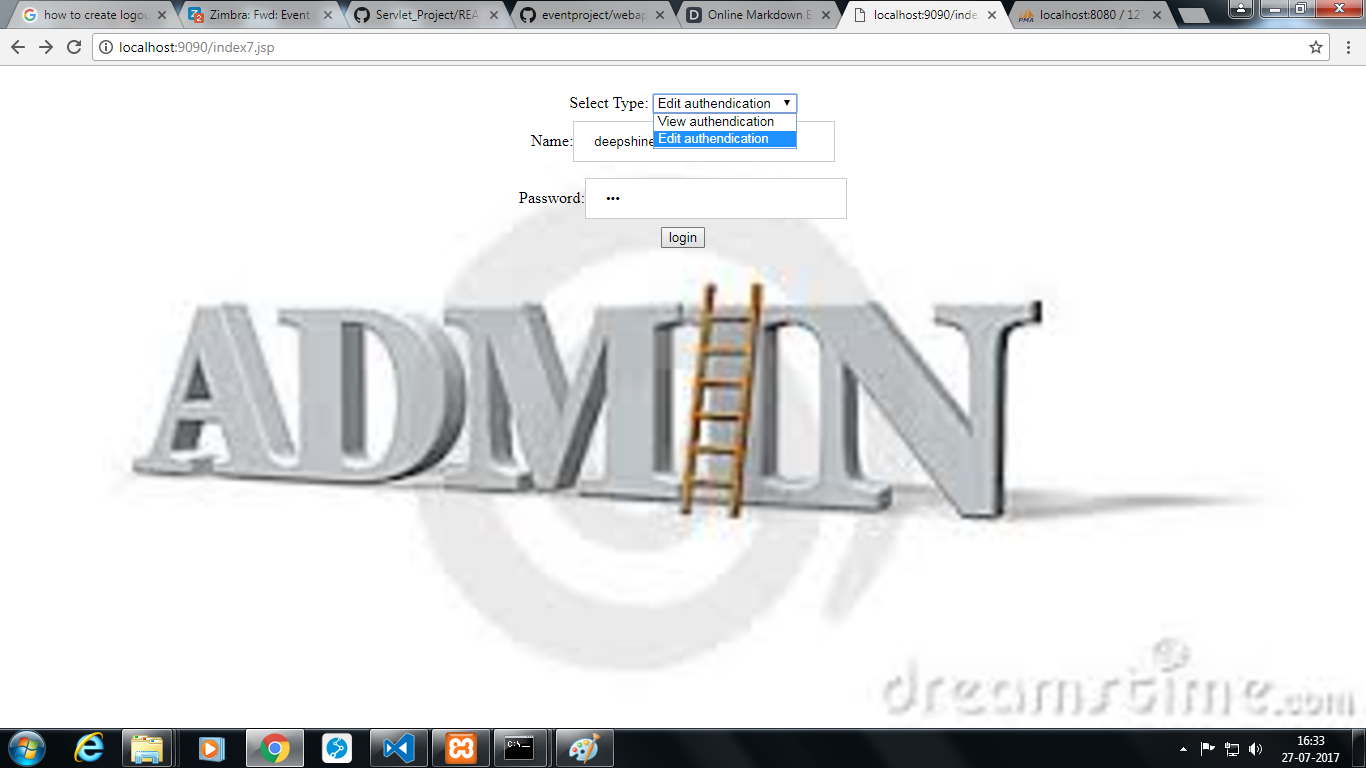 how to create logou
Zimbra: Fwd: Event
Servlet_Project/REA
eventproject/webap
Online Markdown E
localhost:9090/inde
localhost:8080 / 127
localhost:9090/index7.jsp
Select Type: Edit authendication
View authendication
Edit authendication
Name: deepshine
Password: •••
login
ADMIN
dreamstime.com
16:33
27-07-2017